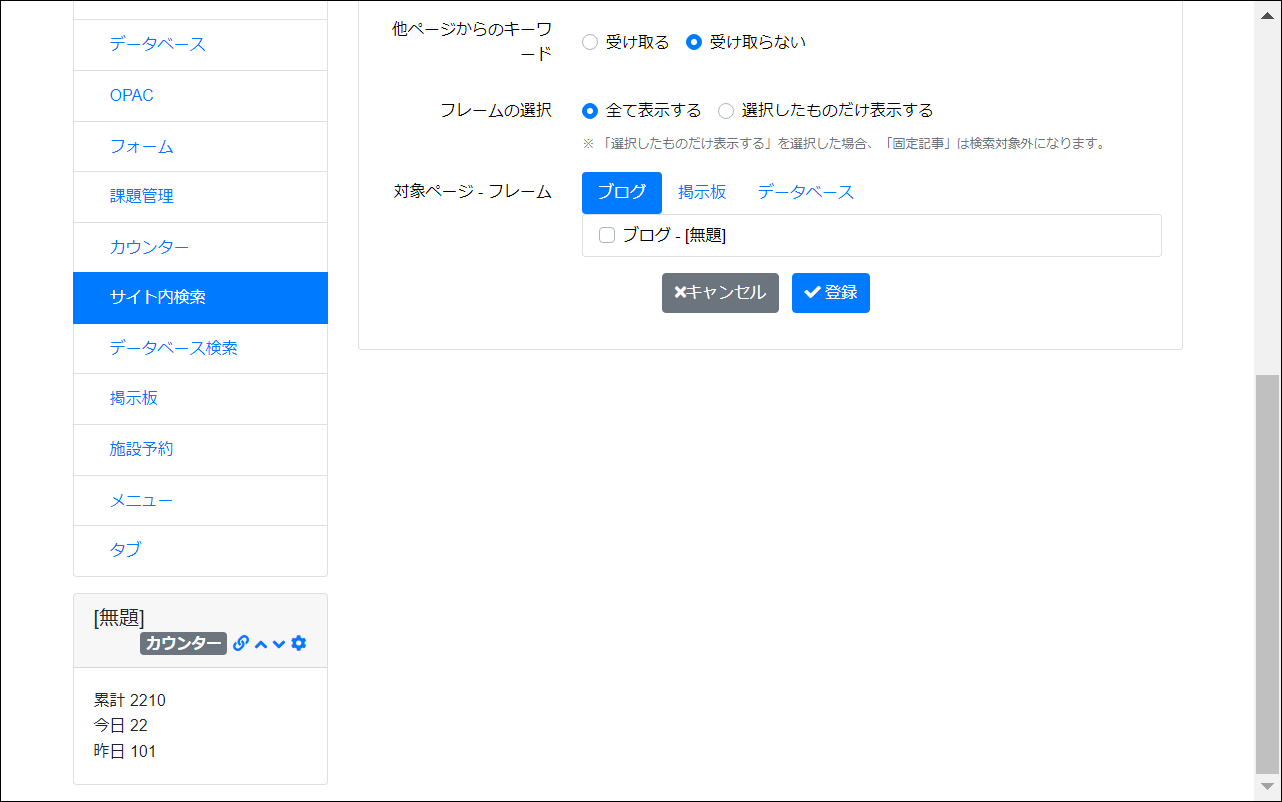 データベース
OPAC
フォーム
課題管理
カウンター
サイト内検索
データベース検索
掲示板
施設予約
メニュー
タブ
[無題]
カウンター
累計 2210
今日 22
昨日 101
他ページからのキーワ
ード
受け取る 受け取らない
フレームの選択
全て表示する 選択したものだけ表示する
※ 「選択したものだけ表示する」を選択した場合、「固定記事」は検索対象外になります。
対象ページ - フレーム
ブログ 掲示板 データベース
ブログ - [無題]
キャンセル 登録